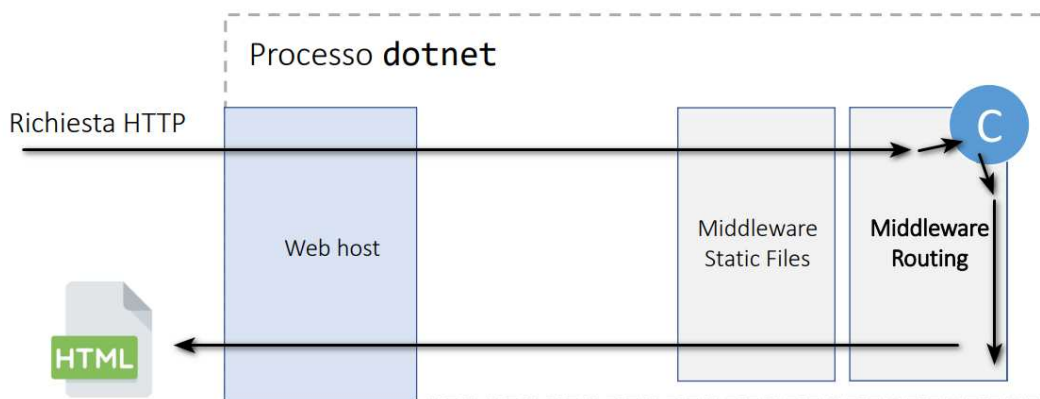 Processo dotnet
Richiesta HTTP
C
Web host
Middleware
Static Files
Middleware
Routing
HTML